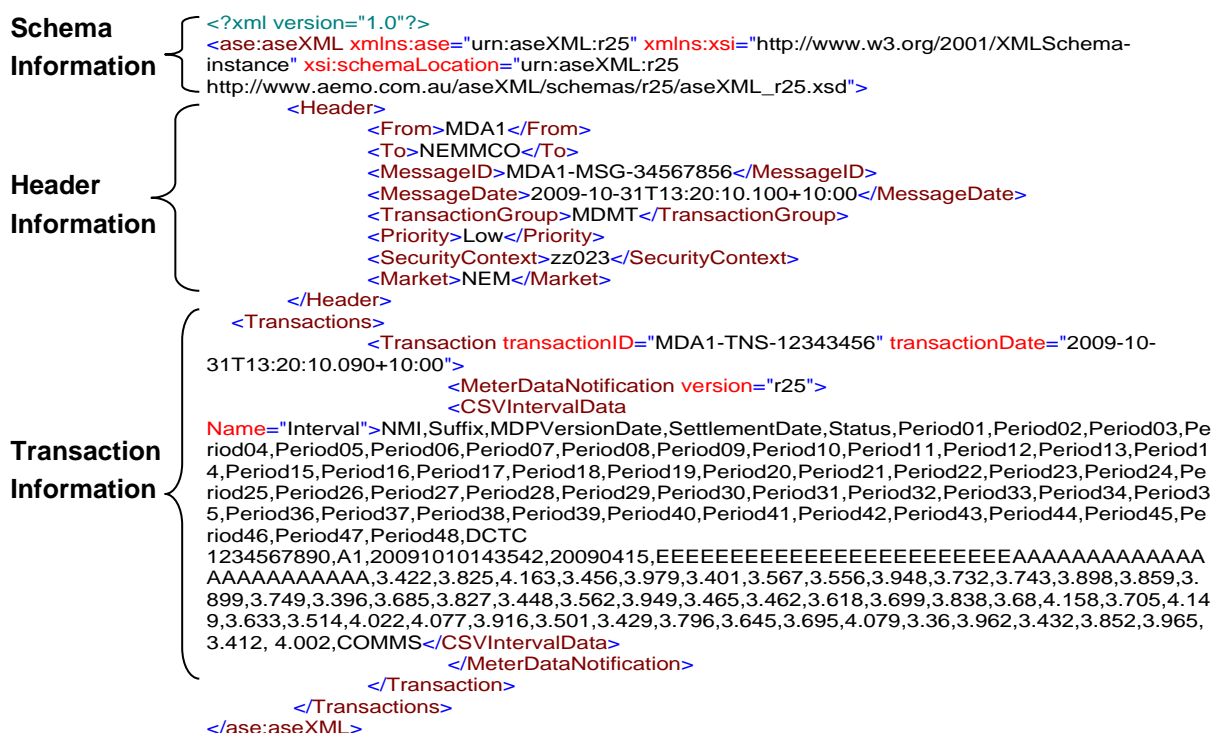 Schema
Information
<?xml version="1.0"?>
<ase:aseXML xmlns:ase="urn:aseXML:r25" xmlns:xsi="http://www.w3.org/2001/XMLSchema-
instance" xsi:schemaLocation="urn:aseXML:r25
http://www.aemo.com.au/aseXML/schemas/r25/aseXML_r25.xsd">
Header
Information
<Header>
<From>MDA1</From>
<To>NEMMCO</To>
<MessageID>MDA1-MSG-34567856</MessageID>
<MessageDate>2009-10-31T13:20:10.100+10:00</MessageDate>
<TransactionGroup>MDMT</TransactionGroup>
<Priority>Low</Priority>
<SecurityContext>zz023</SecurityContext>
<Market>NEM</Market>
</Header>
Transaction
Information
<Transactions>
<Transaction transactionID="MDA1-TNS-12343456" transactionDate="2009-10-
31T13:20:10.090+10:00">
<MeterDataNotification version="r25">
<CSVIntervalData
Name="Interval">NMI,Suffix,MDPVersionDate,SettlementDate,Status,Period01,Period02,Period03,Pe
riod04,Period05,Period06,Period07,Period08,Period09,Period10,Period11,Period12,Period13,Period1
4,Period15,Period16,Period17,Period18,Period19,Period20,Period21,Period22,Period23,Period24,Pe
riod25,Period26,Period27,Period28,Period29,Period30,Period31,Period32,Period33,Period34,Period3
5,Period36,Period37,Period38,Period39,Period40,Period41,Period42,Period43,Period44,Period45,Pe
riod46,Period47,Period48,DCTC
1234567890,A1,20091010143542,20090415,EEEEEEEEEEEEEEEEEEEEEEEEAAAAAAAAAAAAA
AAAAAAAAAAA,3.422,3.825,4.163,3.456,3.979,3.401,3.567,3.556,3.948,3.732,3.743,3.898,3.859,3.
899,3.749,3.396,3.685,3.827,3.448,3.562,3.949,3.465,3.462,3.618,3.699,3.838,3.68,4.158,3.705,4.14
9,3.633,3.514,4.022,4.077,3.916,3.501,3.429,3.796,3.645,3.695,4.079,3.36,3.962,3.432,3.852,3.965,
3.412, 4.002,COMMS</CSVIntervalData>
</MeterDataNotification>
</Transaction>
</Transactions>
</ase:aseXML>